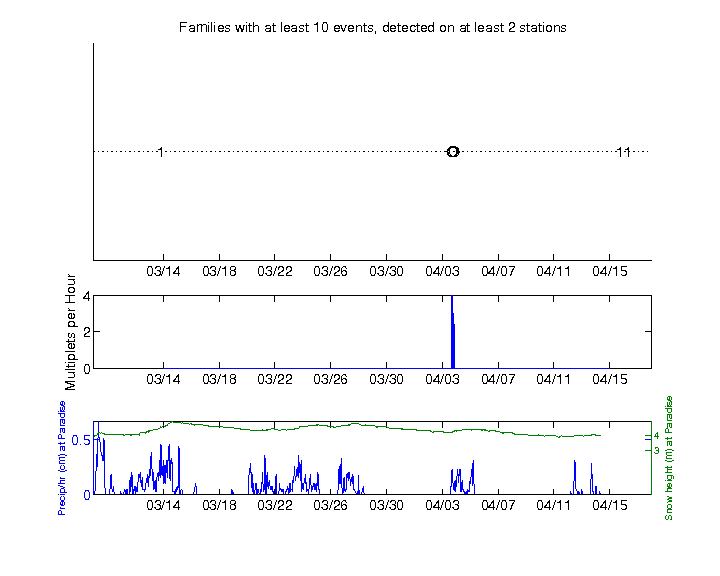 Families with at least 10 events, detected on at least 2 stations
1 11
03/14 03/18 03/22 03/26 03/30 04/03 04/07 04/11 04/15
Multiplets per Hour
4
2
0
03/14 03/18 03/22 03/26 03/30 04/03 04/07 04/11 04/15
Precip/hr (cm) at Paradise
0.5
0
4
3
Snow height (m) at Paradise
03/14 03/18 03/22 03/26 03/30 04/03 04/07 04/11 04/15